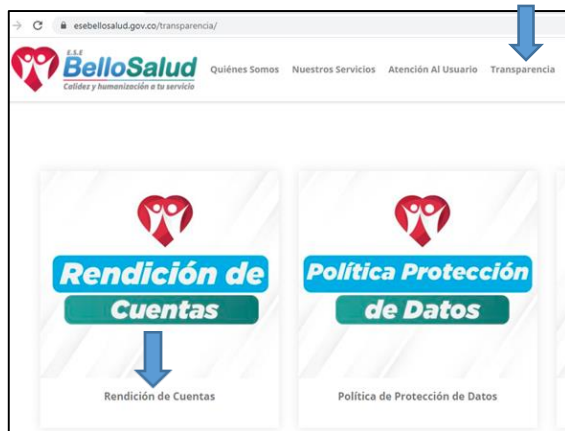 esebellosalud.gov.co/transparencia/
E.S.E
BelloSalud
Calidez y humanización a tu servicio
Quiénes Somos Nuestros Servicios Atención Al Usuario Transparencia
Rendición de
Cuentas
Política Protección
de Datos
Rendición de Cuentas
Política de Protección de Datos